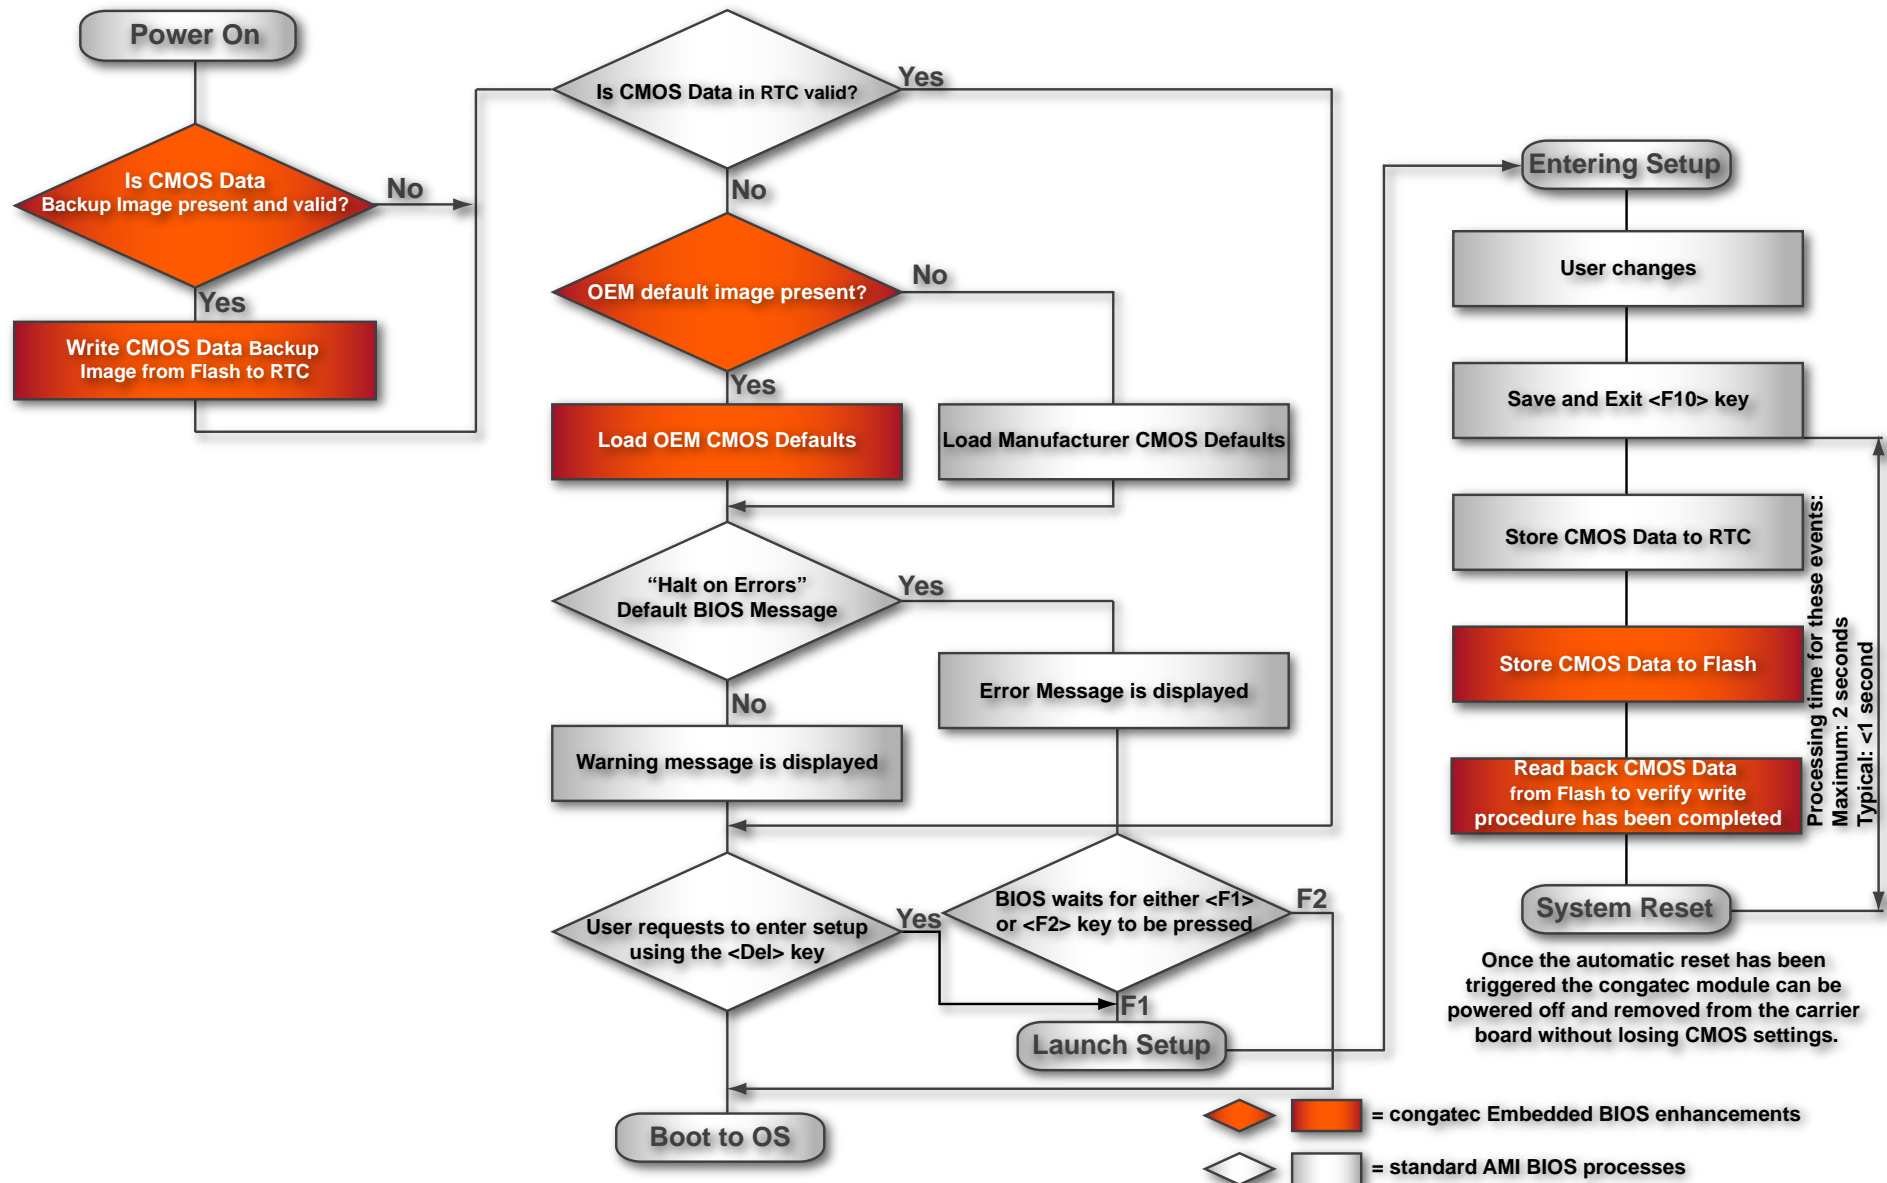 Power On
Is CMOS Data
Backup Image present and valid?
No
Yes
Write CMOS Data Backup
Image from Flash to RTC
Is CMOS Data in RTC valid?
Yes
No
OEM default image present?
No
Yes
Load OEM CMOS Defaults
Load Manufacturer CMOS Defaults
“Halt on Errors”
Default BIOS Message
Yes
No
Error Message is displayed
Warning message is displayed
User requests to enter setup
using the <Del> key
Yes
BIOS waits for either <F1>
or <F2> key to be pressed
F2
F1
Launch Setup
Boot to OS
Entering Setup
User changes
Save and Exit <F10> key
Store CMOS Data to RTC
Store CMOS Data to Flash
Read back CMOS Data
from Flash to verify write
procedure has been completed
Processing time for these events:
Maximum: 2 seconds
Typical: <1 second
System Reset
Once the automatic reset has been
triggered the congatec module can be
powered off and removed from the carrier
board without losing CMOS settings.
= congatec Embedded BIOS enhancements
= standard AMI BIOS processes